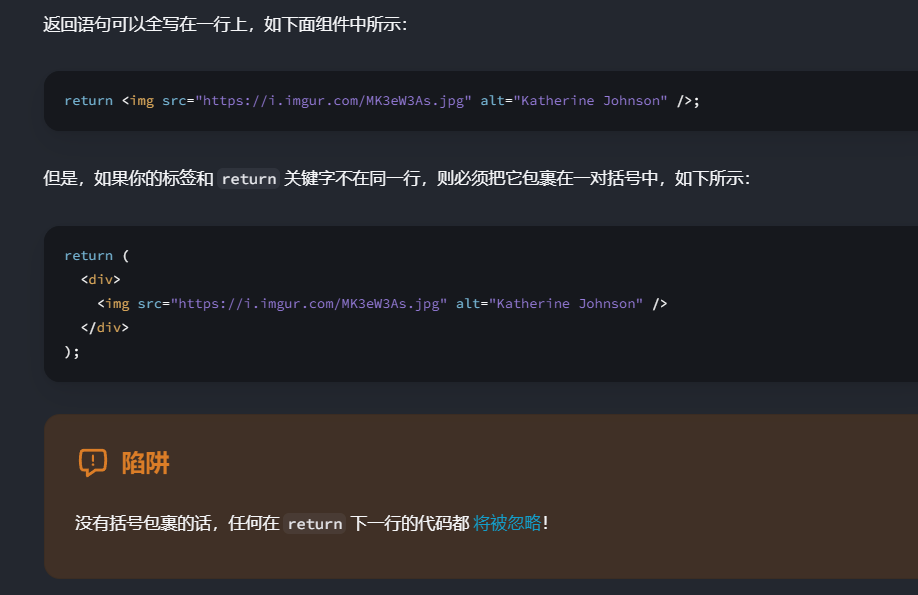 返回语句可以全写在一行上，如下面组件中所示：
return <img src="https://i.imgur.com/MK3eW3As.jpg" alt="Katherine Johnson" />;
但是，如果你的标签和 return 关键字不在同一行，则必须把它包裹在一对括号中，如下所示：
return (
  <div>
    <img src="https://i.imgur.com/MK3eW3As.jpg" alt="Katherine Johnson" />
  </div>
);
陷阱
没有括号包裹的话，任何在 return 下一行的代码都 将被忽略！